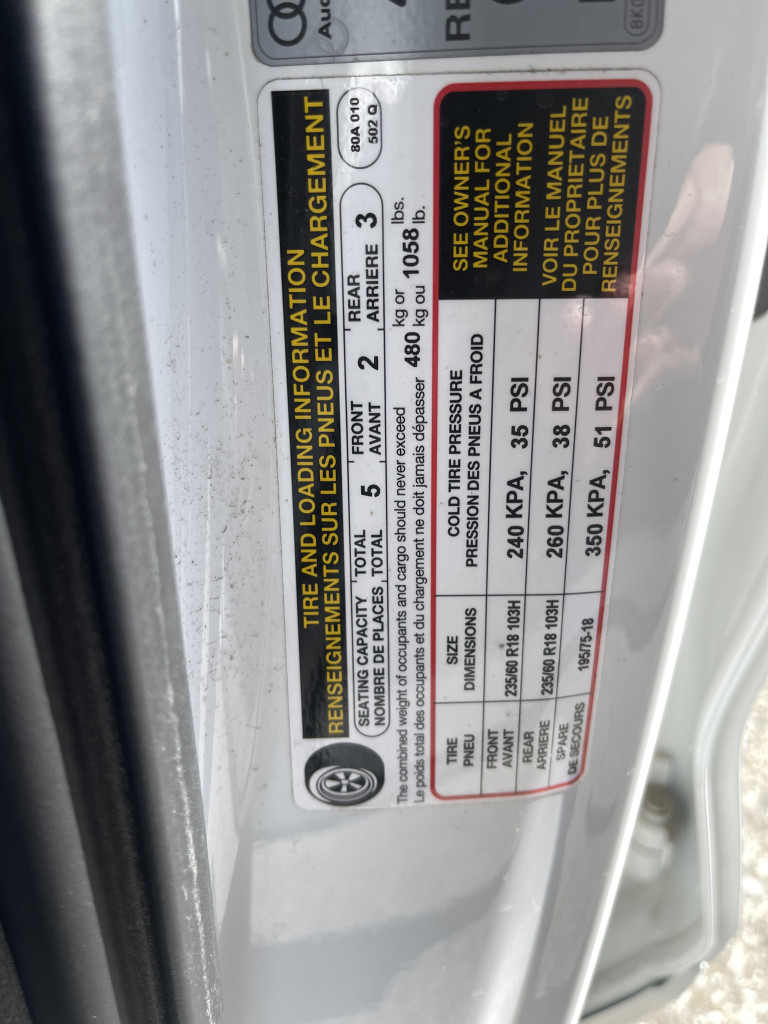 TIRE AND LOADING INFORMATION
RENSEIGNEMENTS SUR LES PNEUS ET LE CHARGEMENT
SEATING CAPACITY TOTAL 5 FRONT 2 REAR 3
NOMBRE DE PLACES TOTAL AVANT ARRIERE
80A 010
502 Q
The combined weight of occupants and cargo should never exceed 480 kg or 1058 lbs.
Le poids total des occupants et du chargement ne doit jamais dépasser kg ou lb.
TIRE SIZE COLD TIRE PRESSURE
PNEU DIMENSIONS PRESSION DES PNEUS A FROID
FRONT
AVANT 235/60 R18 103H 240 KPA, 35 PSI
REAR
ARRIERE 235/60 R18 103H 260 KPA, 38 PSI
SPARE
DE SECOURS 195/75-18 350 KPA, 51 PSI
SEE OWNER'S
MANUAL FOR
ADDITIONAL
INFORMATION
VOIR LE MANUEL
DU PROPRIETAIRE
POUR PLUS DE
RENSEIGNEMENTS